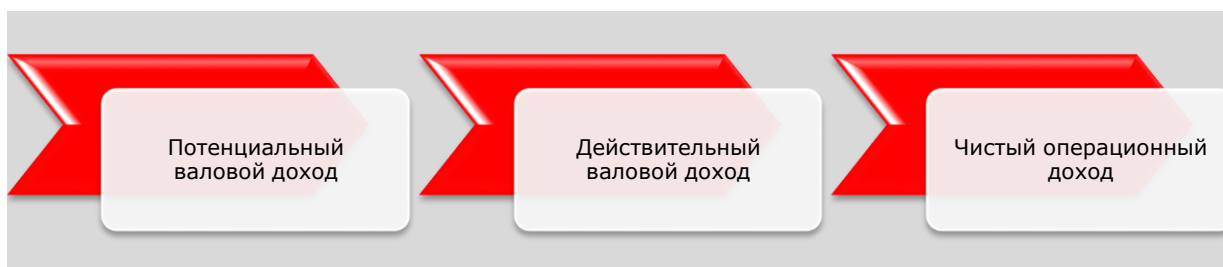 Потенциальный
валовой доход
Действительный
валовой доход
Чистый операционный
доход